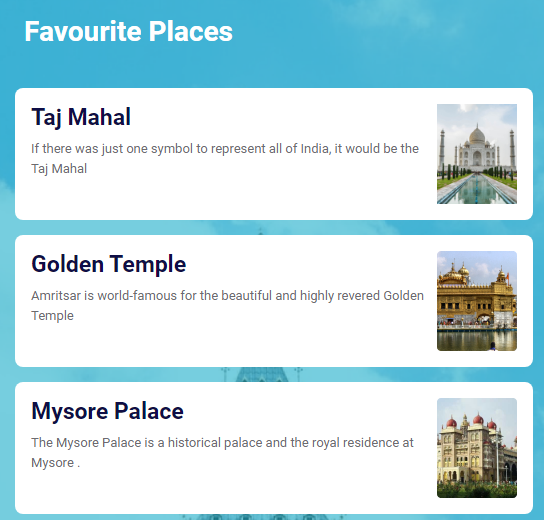 Favourite Places
Taj Mahal
If there was just one symbol to represent all of India, it would be the
Taj Mahal
Golden Temple
Amritsar is world-famous for the beautiful and highly revered Golden
Temple
Mysore Palace
The Mysore Palace is a historical palace and the royal residence at
Mysore .